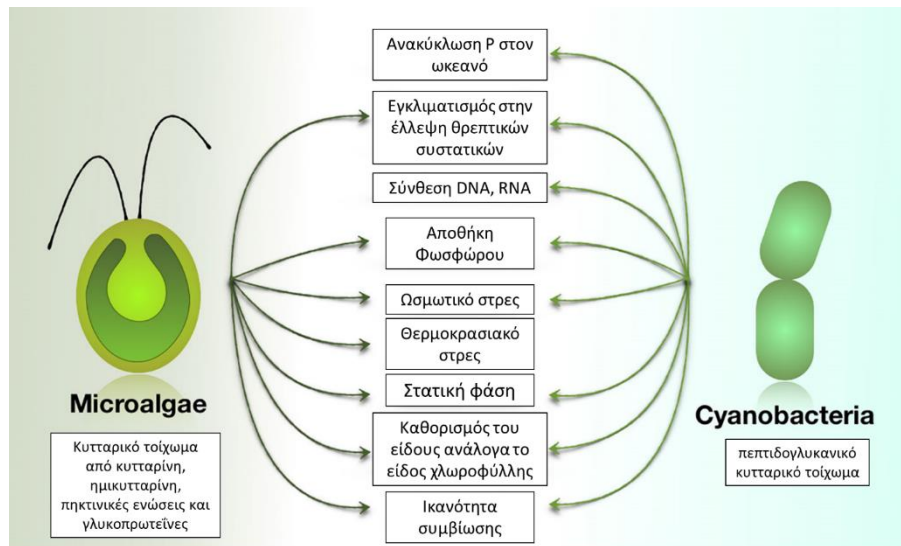 Ανακύκλωση P στον
ωκεανό
Εγκλιματισμός στην
έλλειψη θρεπτικών
συστατικών
Σύνθεση DNA, RNA
Αποθήκη
Φωσφώρου
Ωσμωτικό στρες
Θερμοκρασιακό
στρες
Στατική φάση
Καθορισμός του
είδους ανάλογα το
είδος χλωροφύλλης
Ικανότητα
συμβίωσης
Microalgae
Κυτταρικό τοίχωμα
από κυτταρίνη,
ημικυτταρίνη,
πηκτινικές ενώσεις και
γλυκοπρωτεΐνες
Cyanobacteria
πεπτιδογλυκανικό
κυτταρικό τοίχωμα